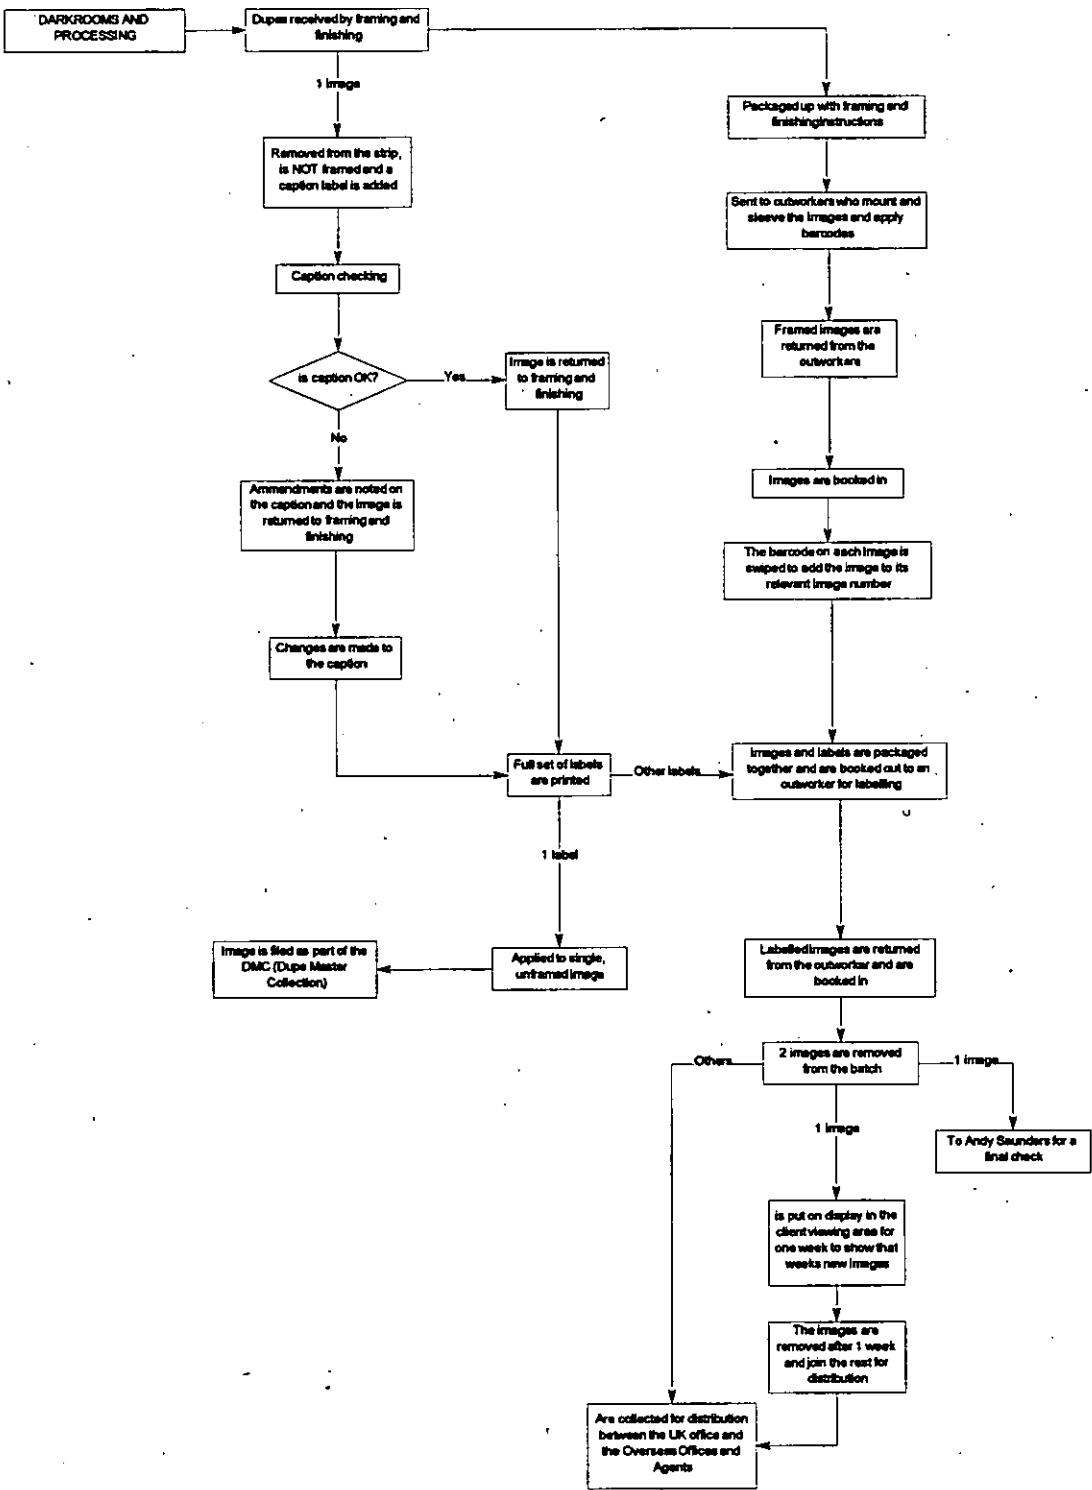 DARKROOMS AND
PROCESSING
Dupes received by framing and
finishing
1 image
Packaged up with framing and
finishinginstructions
Removed from the strip,
is NOT framed and a
caption label is added
Sent to outworkers who mount and
sleeve the images and apply
barcodes
Caption checking
Framed images are
returned from the
outworkers
is caption OK?
Yes
Image is returned
to framing and
finishing
No
Images are booked in
Ammendments are noted on
the caption and the image is
returned to framing and
finishing
The barcode on each image is
swiped to add the image to its
relevant image number
Changes are made to
the caption
Full set of labels
are printed
Other labels
Images and labels are packaged
together and are booked out to an
outworker for labelling
1 label
Image is filed as part of the
DMC (Dupe Master
Collection)
Applied to single,
unframed image
Labelled images are returned
from the outworker and are
booked in
Others
2 images are removed
from the batch
1 image
1 image
To Andy Saunders for a
final check
is put on display in the
client viewing area for
one week to show that
weeks new images
The images are
removed after 1 week
and join the rest for
distribution
Are collected for distribution
between the UK office and
the Overseas Offices and
Agents